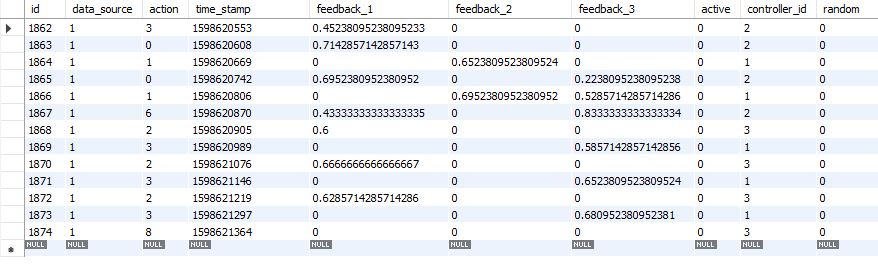 id data_source action time_stamp feedback_1 feedback_2 feedback_3 active controller_id random
1862 1 3 1598620553 0.45238095238095233 0 0 0 2 0
1863 1 0 1598620608 0.7142857142857143 0 0 0 2 0
1864 1 1 1598620669 0 0.6523809523809524 0 0 1 0
1865 1 0 1598620742 0.6952380952380952 0 0.2238095238095238 0 2 0
1866 1 1 1598620806 0 0.6952380952380952 0.5285714285714286 0 1 0
1867 1 6 1598620870 0.43333333333333335 0 0.8333333333333334 0 2 0
1868 1 2 1598620905 0.6 0 0 0 3 0
1869 1 3 1598620989 0 0 0.5857142857142856 0 1 0
1870 1 2 1598621076 0.6666666666666667 0 0 0 3 0
1871 1 3 1598621146 0 0 0.6523809523809524 0 1 0
1872 1 2 1598621219 0.6285714285714286 0 0 0 3 0
1873 1 3 1598621297 0 0 0.680952380952381 0 1 0
1874 1 8 1598621364 0 0 0 0 3 0
NULL NULL NULL NULL NULL NULL NULL NULL NULL NULL